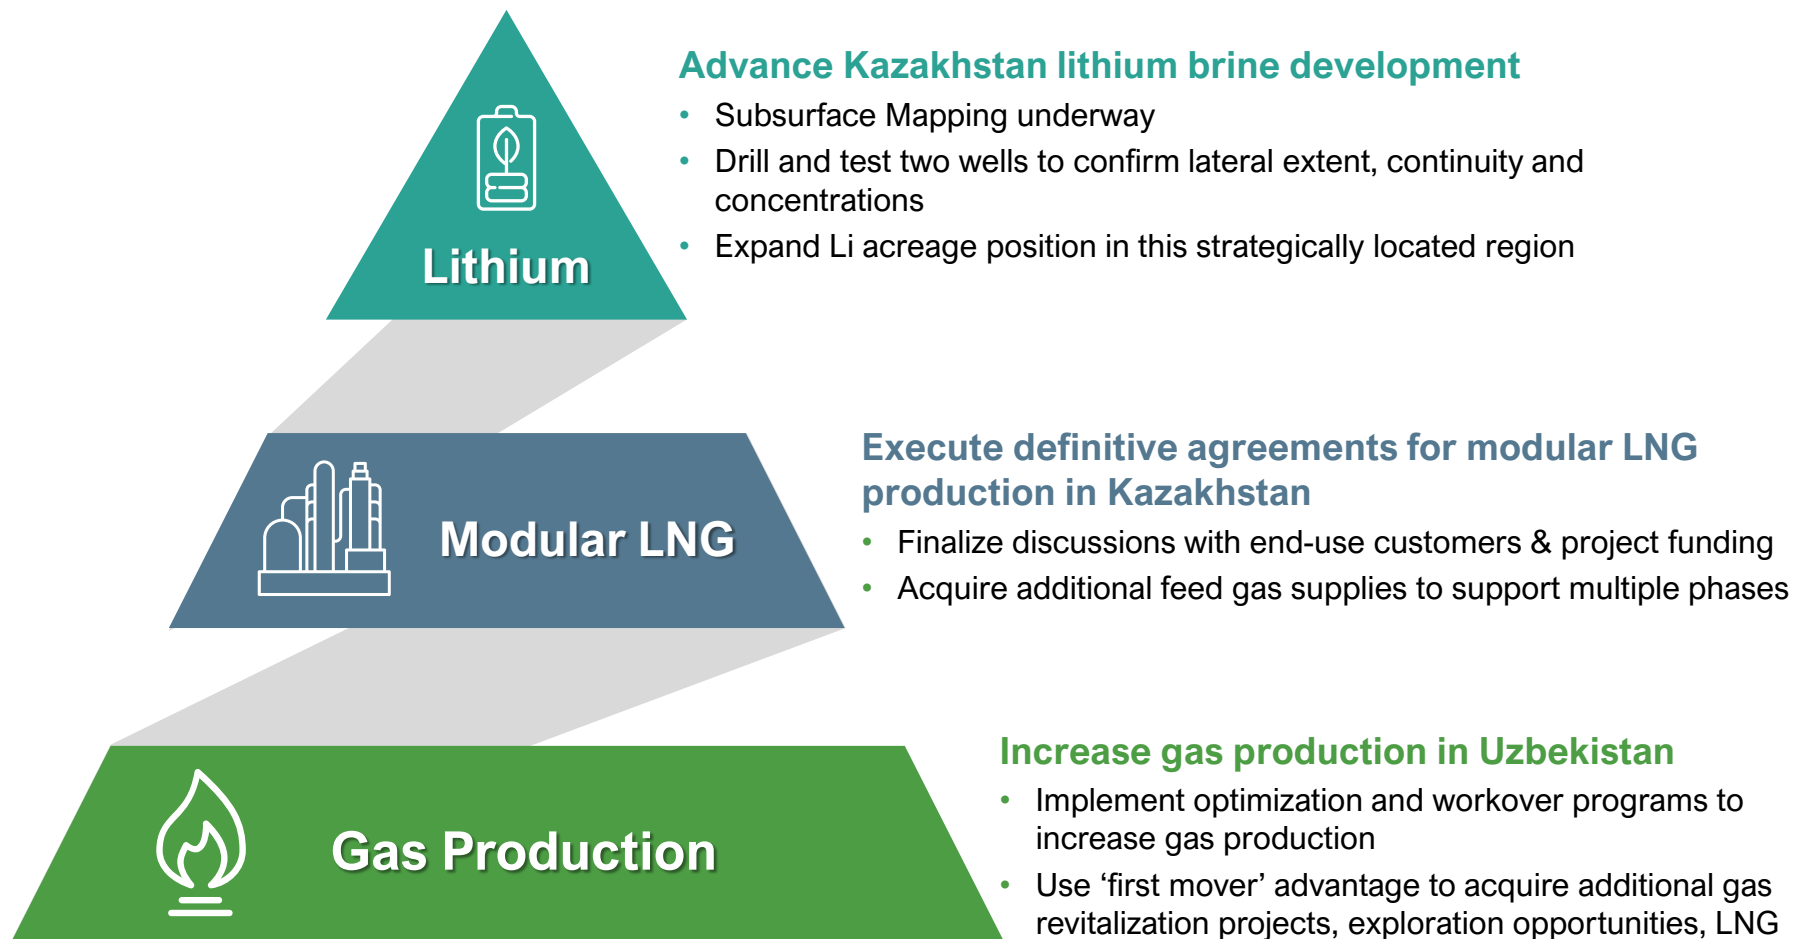 Advance Kazakhstan lithium brine development
• Subsurface Mapping underway
• Drill and test two wells to confirm lateral extent, continuity and
concentrations
• Expand Li acreage position in this strategically located region
Lithium
Execute definitive agreements for modular LNG
production in Kazakhstan
• Finalize discussions with end-use customers & project funding
• Acquire additional feed gas supplies to support multiple phases
Modular LNG
Increase gas production in Uzbekistan
• Implement optimization and workover programs to
increase gas production
• Use ‘first mover’ advantage to acquire additional gas
revitalization projects, exploration opportunities, LNG
Gas Production